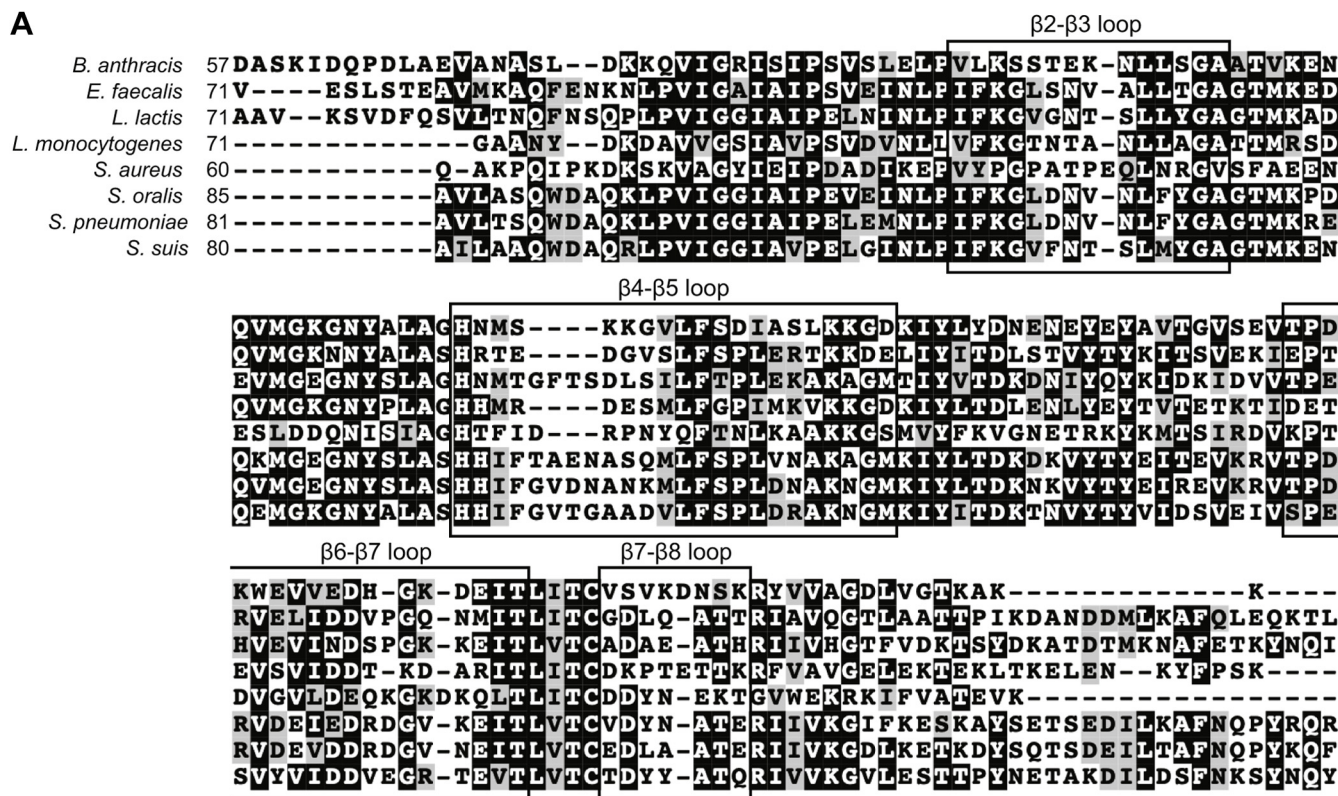 A
β2-β3 loop
B. anthracis 57 DASKIDQPDLAEVANASL--DKKQVIGRISIPSVSLELPVLKSSTEK-NLLSGAATVKEN
E. faecalis 71 V----ESLSTEAVMKAQFENKNLPVIGAIAIPSVEINLPIFKGLSNV-ALLTGAGTMKED
L. lactis 71 AAV--KSVDFQSVLTNQFNSQPLPVIGGIAIPELNINLPIFKGVGNT-SLLYGAGTMKAD
L. monocytogenes 71 -------------GAANY--DKDAVVGSIAVPSVDVNLLVFKGTNTA-NLLAGATTMRSD
S. aureus 60 -----------Q-AKPQIPKDKSKVAGYIEIPDADIKEPVYPGPATPEQLNRGVSFAEEN
S. oralis 85 -----------AVLASQWDAQKLPVIGGIAIPEVEINLPIFKGLDNV-NLFYGAGTMKPD
S. pneumoniae 81 -----------AVLTSQWDAQKLPVIGGIAIPELEMNLPIFKGLDNV-NLFYGAGTMKRE
S. suis 80 -----------AILAAQWDAQRLPVIGGIAVPELGINLPIFKGVFNT-SLMYGAGTMKEN
β4-β5 loop
QVMGKGNYALAGHNMS----KKGVLFSDIASLKKGDKIYLYDNENEYEYAVTGVSEVTPD
QVMGKNNYALASHRTE----DGVSLFSPLERTKKDELIYITDLSTVYTYKITSVEKIEPT
EVMGEGNYSLAGHNMTGFTSDLSILFTPLEKAKAGMTIYVTDKDNIYQYKIDKIDVVTPE
QVMGKGNYPLAGHHMR----DESMLFGPIMKVKKGDKIYLTDLENLYEYTVTETKTIDET
ESLDDQNISIAGHTFID---RPNYQFTNLKAAKKGSMVYFKVGNETRKYKMTSIRDVKPT
QKMGEGNYSLASHHIFTAENASQMLFSPLVNAKAGMKIYLTDKDKVYTYEITEVKRVTPD
QVMGEGNYSLASHHIFGVDNANKMLFSPLDNAKNGMKIYLTDKNKVYTYEIREVKRVTPD
QEMGKGNYSLASHHIFGVTGAADVLFSPLDRAKNGMKIYITDKTNVYTYVIDSVEIVSPE
β6-β7 loop β7-β8 loop
KWEVVEDH-GK-DEITLITCVSVKDNSKRYVVAGDLVGTKAK-------------K----
RVELIDDVPGQ-NMITLITCGDLQ-ATTRIAVQGTLAATTPIKDANDDMLKAFQLEQKTL
HVEVINDSPGK-KEITLVTCADAE-ATHRIIVHGTFVDKTSYDKATDTMKNAFETKYNQI
EVSVIDDT-KD-ARITLITCDKPTETTKRFVAVGELEKTEKLTKELEN--KYFPSK----
DVGVLDEQKGKDKQLTLITCDDYN-EKTGVWEKRKIFVATEVK-----------------
RVDEIEDRDGV-KEITLVTCVDYN-ATERIIVKGIFKESKAYSETSEDILKAFNQPYRQR
RVDEVDDRDGV-NEITLVTCEDLA-ATERIIVKGDLKETKDYSQTSDEILTAFNQPYKQF
SVYVIDDVEGR-TEVTLVTCTDYY-ATQRIVVKGVLESTTPYNETAKDILDSFNKSYNQY